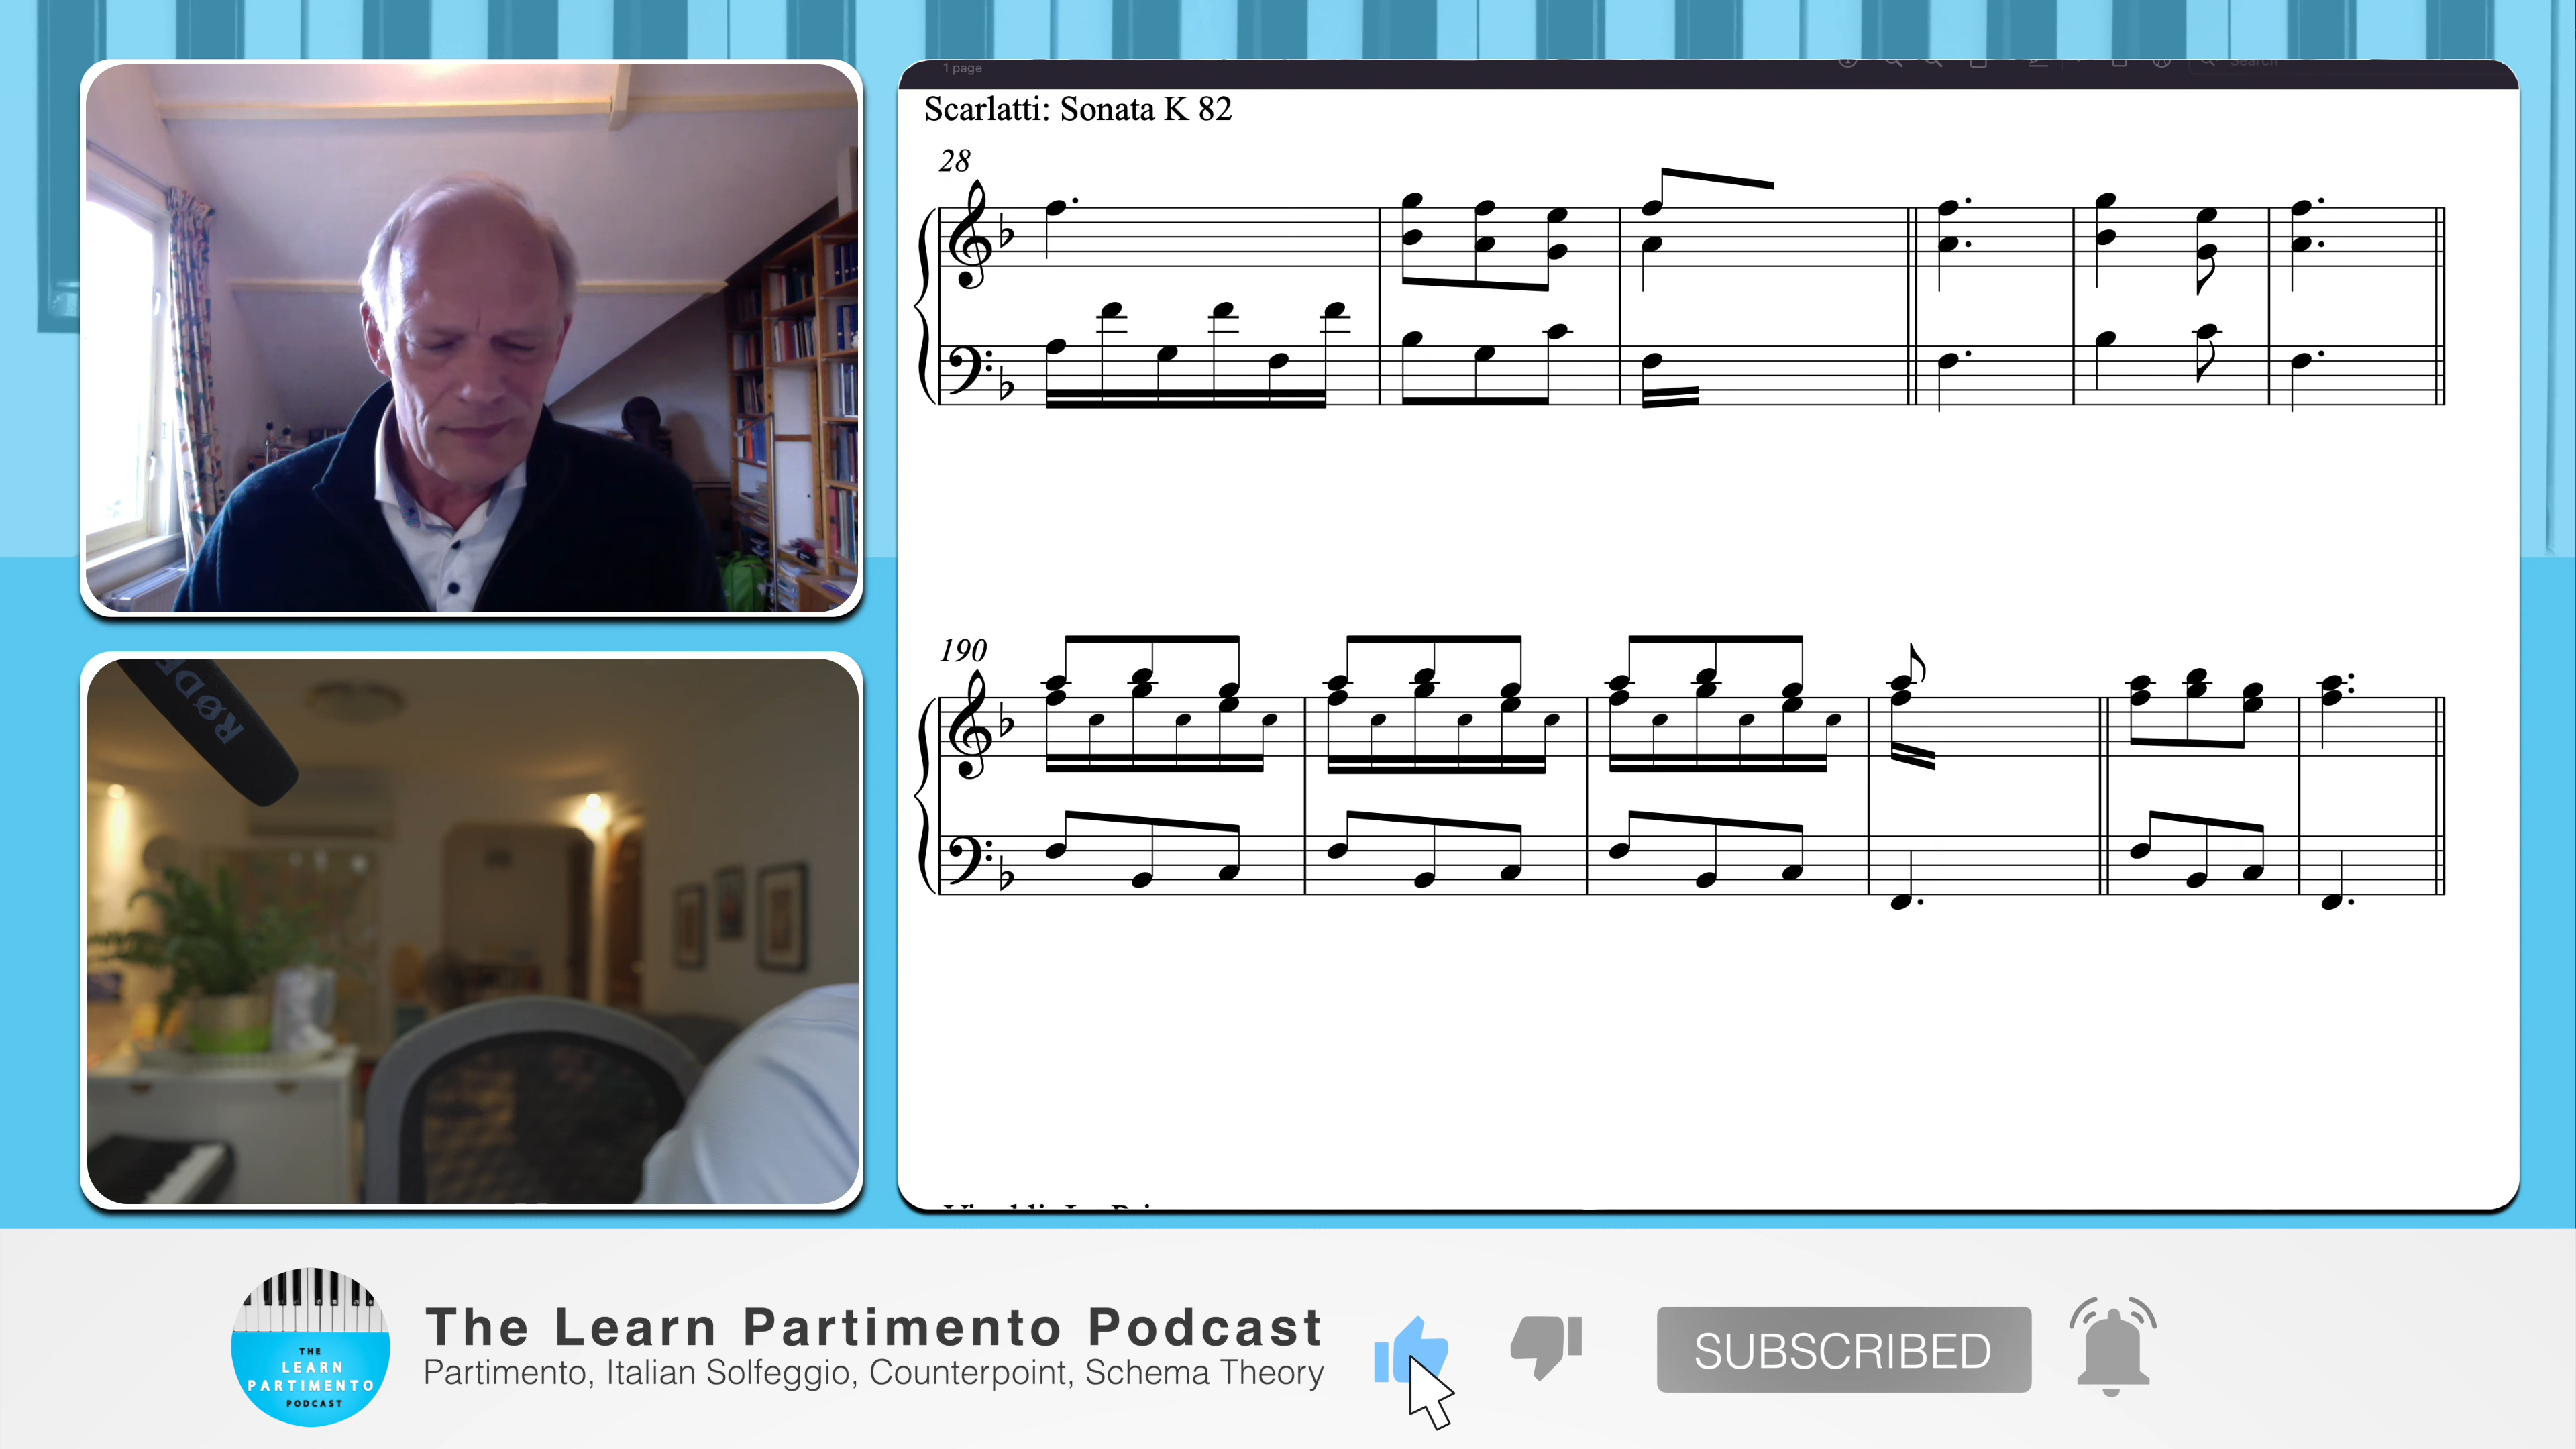 1 page
Search
Scarlatti: Sonata K 82
28
190
RØDE
THE
LEARN
PARTIMENTO
PODCAST
The Learn Partimento Podcast
Partimento, Italian Solfeggio, Counterpoint, Schema Theory
SUBSCRIBED